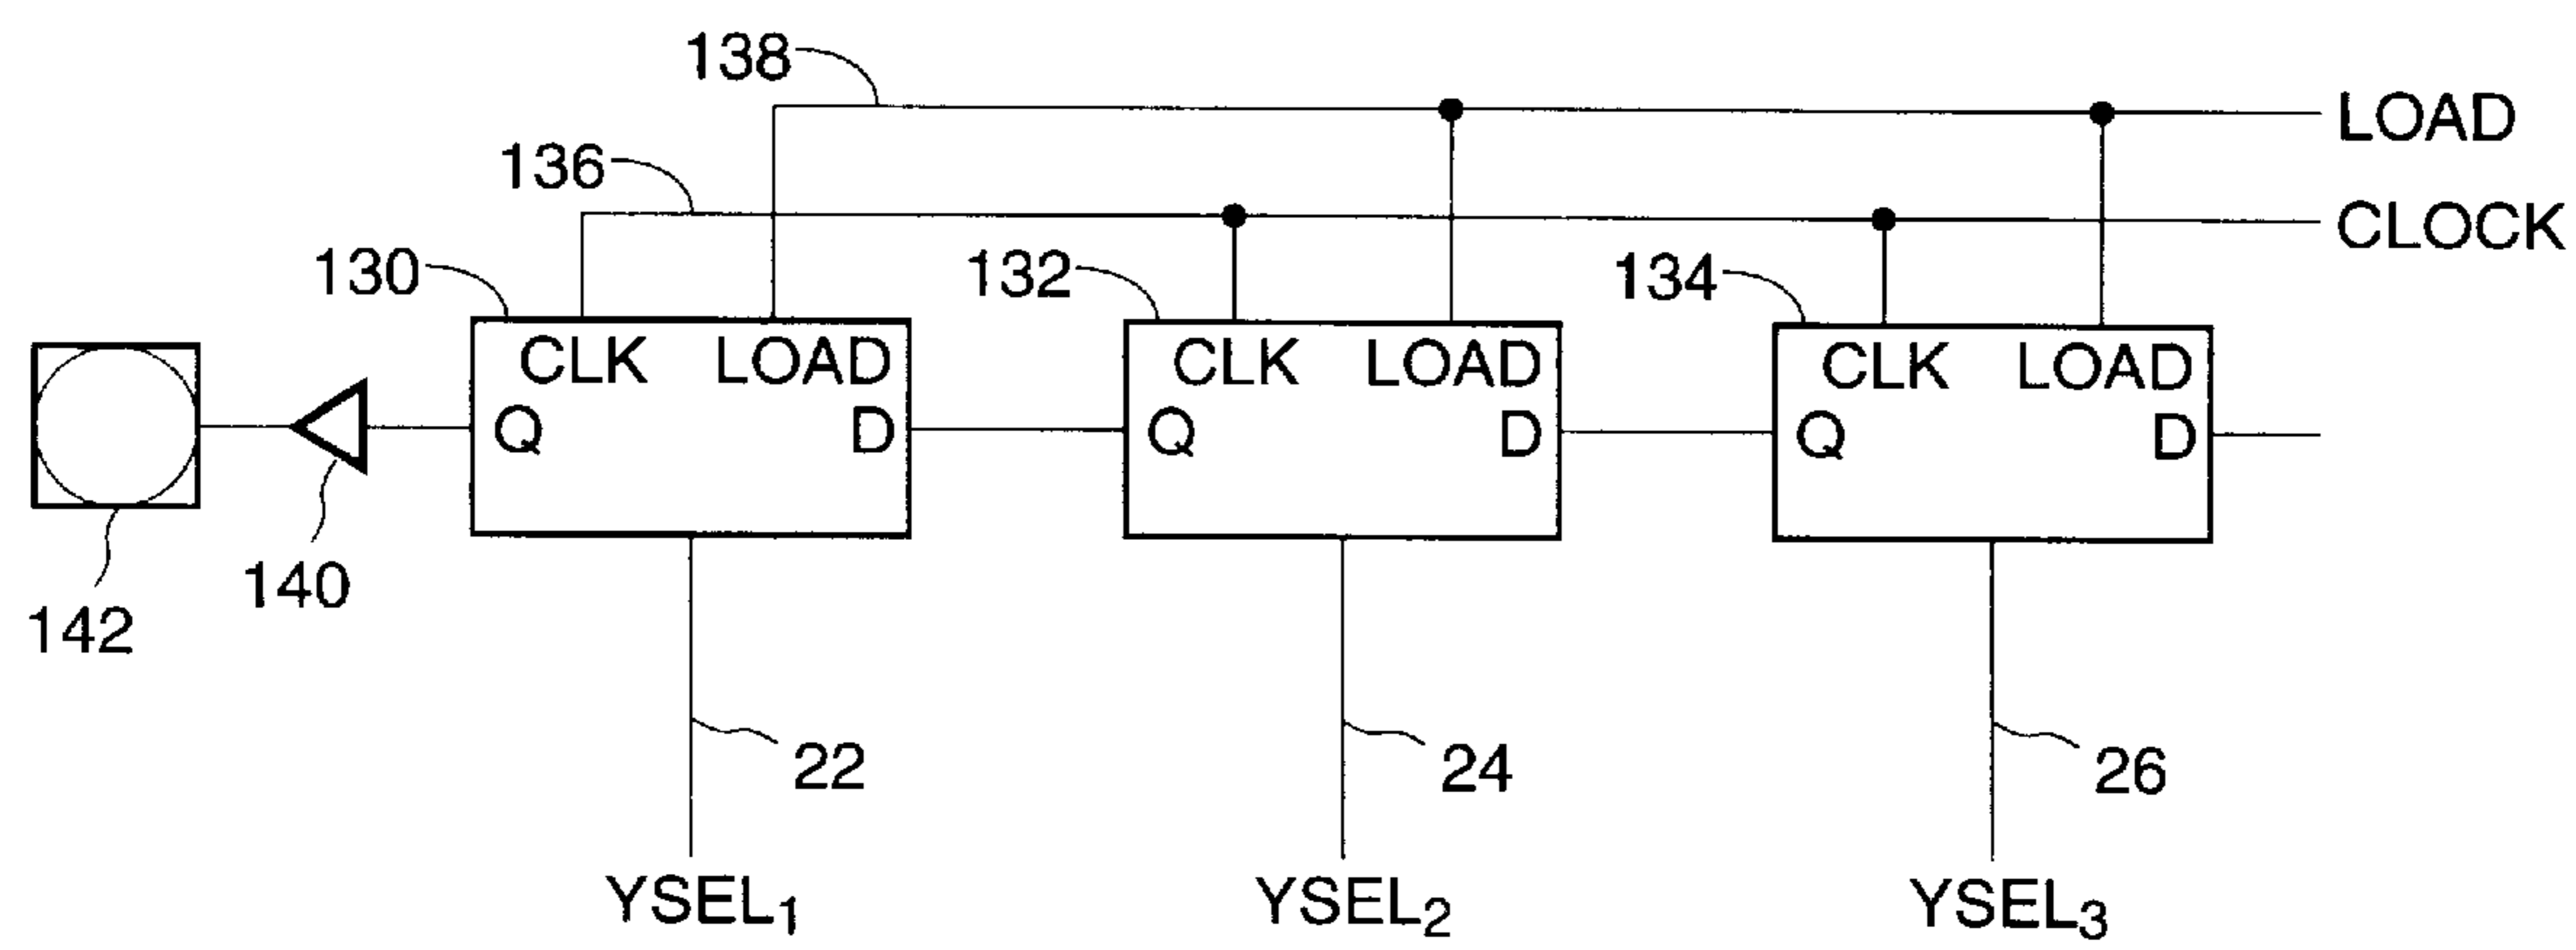 138
LOAD
136
CLOCK
130
132
134
CLK LOAD
CLK LOAD
CLK LOAD
Q D
Q D
Q D
142
140
22
24
26
YSEL1
YSEL2
YSEL3